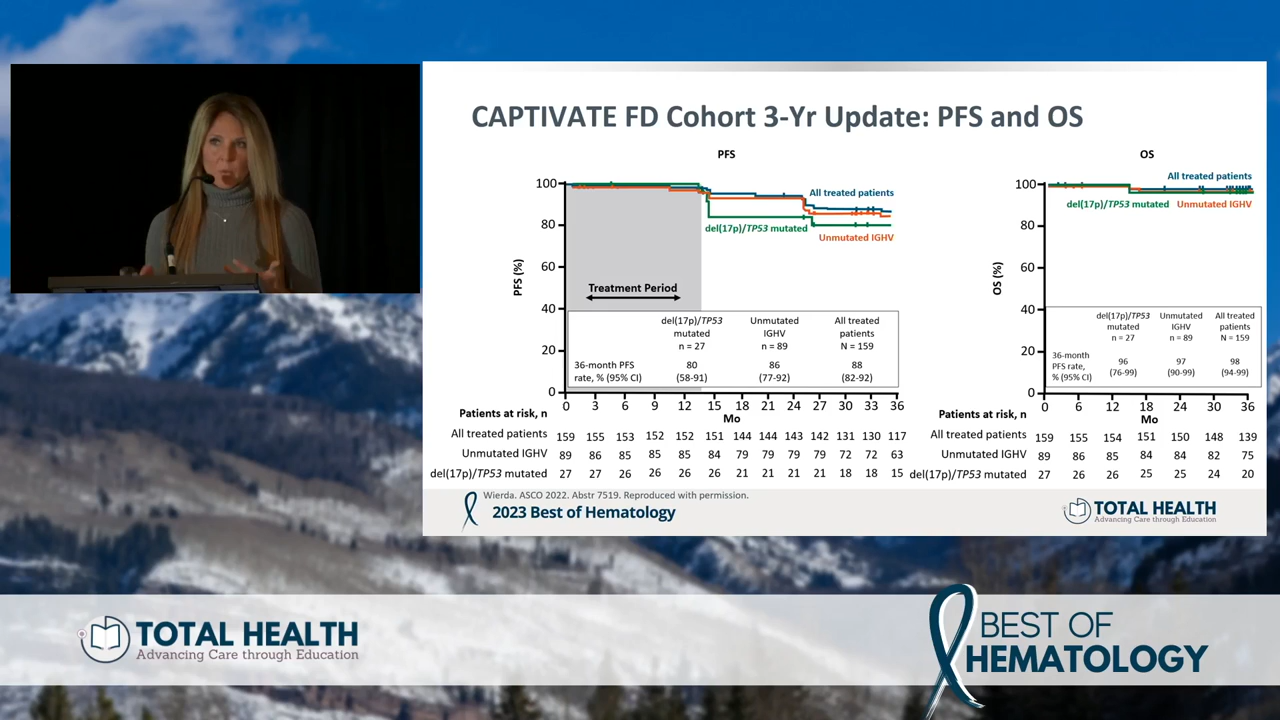 CAPTIVATE FD Cohort 3-Yr Update: PFS and OS
PFS
100
80
60
40
20
0
PFS (%)
All treated patients
del(17p)/TP53 mutated
Unmutated IGHV
Treatment Period
del(17p)/TP53 mutated n = 27
Unmutated IGHV n = 89
All treated patients N = 159
36-month PFS rate, % (95% CI)
80 (58-91)
86 (77-92)
88 (82-92)
0 3 6 9 12 15 18 21 24 27 30 33 36
Mo
Patients at risk, n
All treated patients 159 155 153 152 152 151 144 144 143 142 131 130 117
Unmutated IGHV 89 86 85 85 85 84 79 79 79 79 72 72 63
del(17p)/TP53 mutated 27 27 26 26 26 26 21 21 21 21 18 18 15
OS
100
80
60
40
20
0
OS (%)
All treated patients
del(17p)/TP53 mutated
Unmutated IGHV
del(17p)/TP53 mutated n = 27
Unmutated IGHV n = 89
All treated patients N = 159
36-month PFS rate, % (95% CI)
96 (76-99)
97 (90-99)
98 (94-99)
0 6 12 18 24 30 36
Mo
Patients at risk, n
All treated patients 159 155 154 151 150 148 139
Unmutated IGHV 89 86 85 84 84 82 75
del(17p)/TP53 mutated 27 26 26 25 25 24 20
Wierda. ASCO 2022. Abstr 7519. Reproduced with permission.
2023 Best of Hematology
TOTAL HEALTH
Advancing Care through Education
TOTAL HEALTH
Advancing Care through Education
BEST OF
HEMATOLOGY